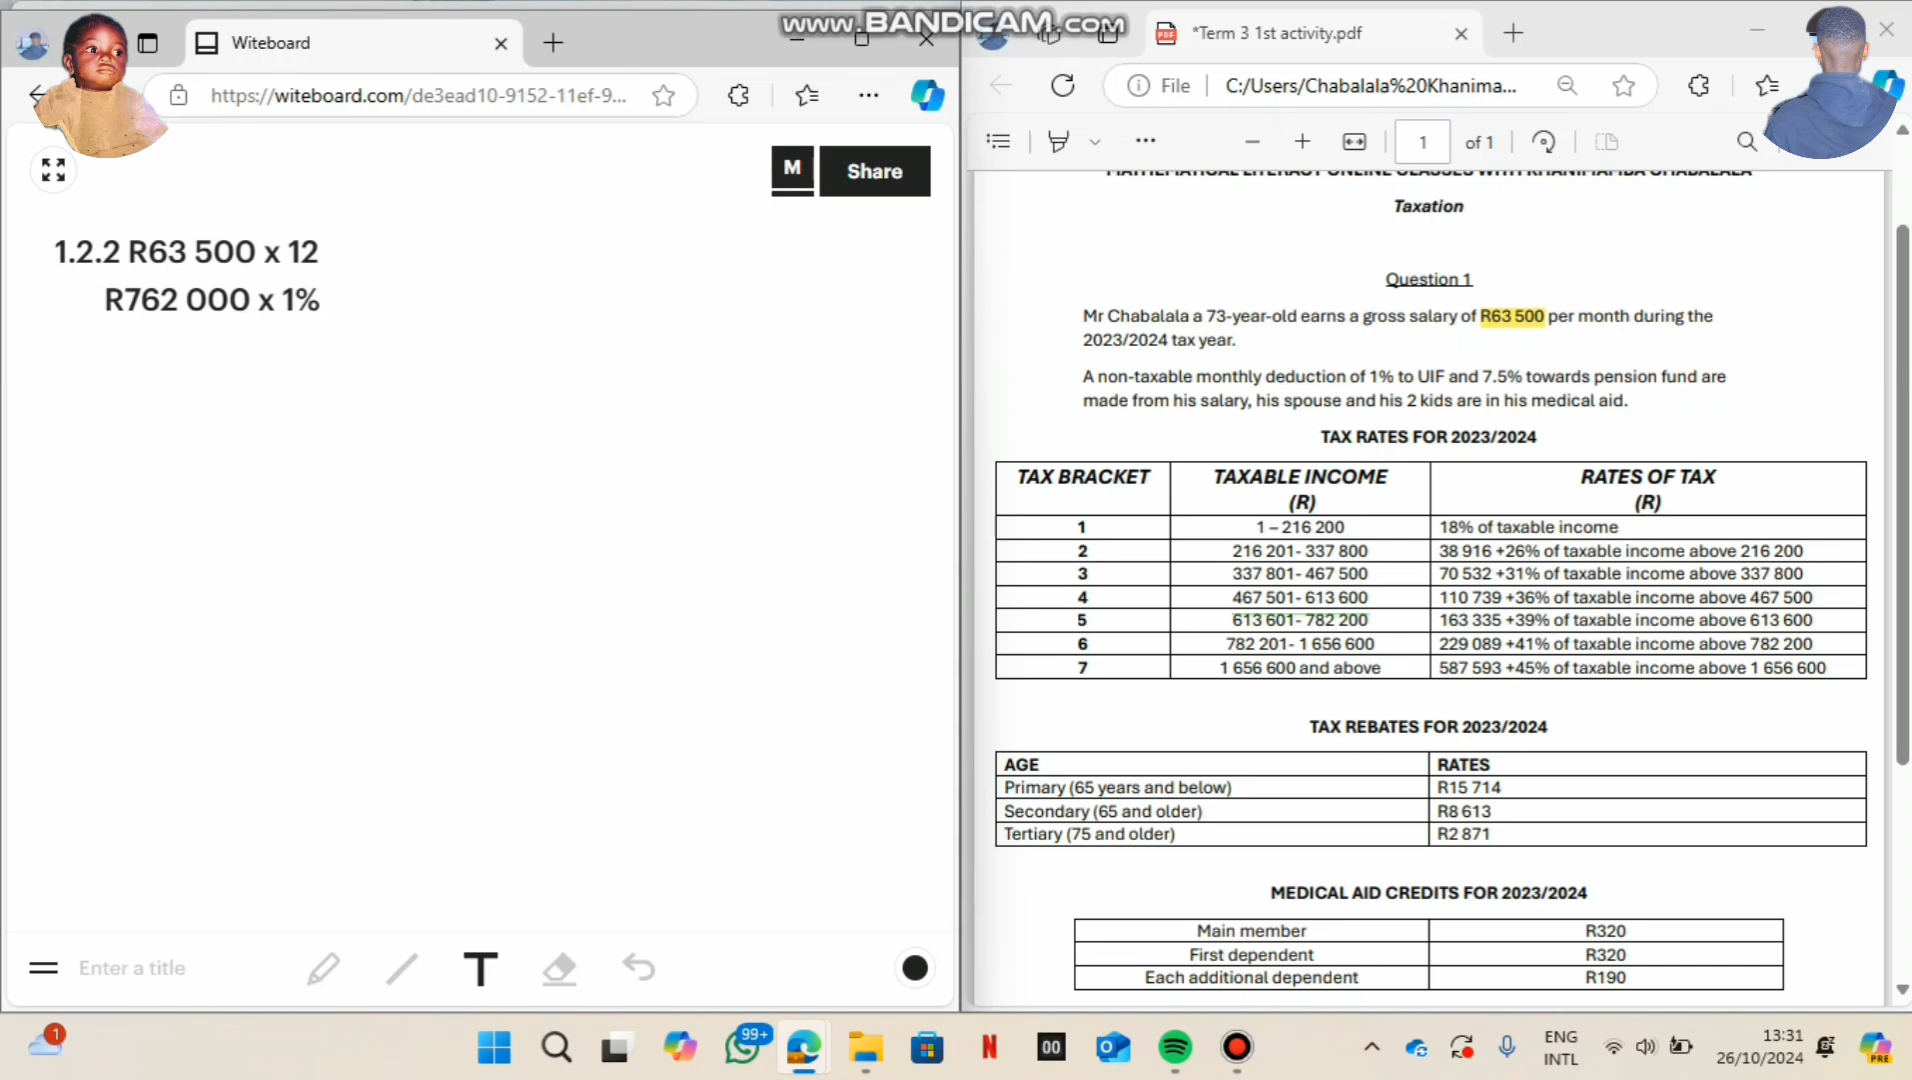 www.BANDICAM.com
Witeboard
https://witeboard.com/de3ead10-9152-11ef-9...
M
Share
1.2.2 R63 500 x 12
R762 000 x 1%
Enter a title
*Term 3 1st activity.pdf
File
C:/Users/Chabalala%20Khanima...
1
of 1
MATHEMATICAL LITERACY ONLINE CLASSES WITH KHANIMAMBA CHABALALA
Taxation
Question 1
Mr Chabalala a 73-year-old earns a gross salary of R63 500 per month during the
2023/2024 tax year.
A non-taxable monthly deduction of 1% to UIF and 7.5% towards pension fund are
made from his salary, his spouse and his 2 kids are in his medical aid.
TAX RATES FOR 2023/2024
TAX BRACKET TAXABLE INCOME (R) RATES OF TAX (R)
1 1 – 216 200 18% of taxable income
2 216 201- 337 800 38 916 +26% of taxable income above 216 200
3 337 801- 467 500 70 532 +31% of taxable income above 337 800
4 467 501- 613 600 110 739 +36% of taxable income above 467 500
5 613 601- 782 200 163 335 +39% of taxable income above 613 600
6 782 201- 1 656 600 229 089 +41% of taxable income above 782 200
7 1 656 600 and above 587 593 +45% of taxable income above 1 656 600
TAX REBATES FOR 2023/2024
AGE RATES
Primary (65 years and below) R15 714
Secondary (65 and older) R8 613
Tertiary (75 and older) R2 871
MEDICAL AID CREDITS FOR 2023/2024
Main member R320
First dependent R320
Each additional dependent R190
1
99+
N
00
ENG
INTL
13:31
26/10/2024
PRE